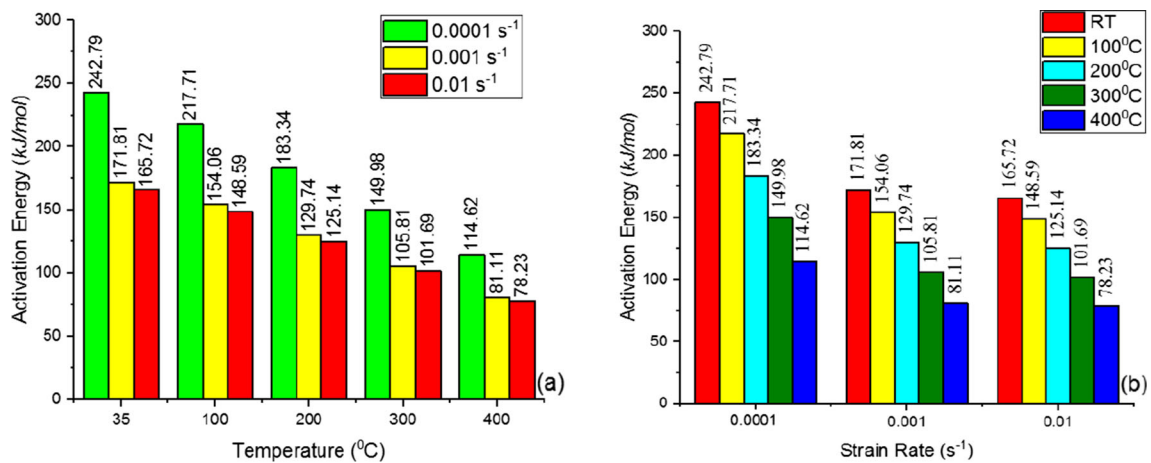 300
250
200
150
100
50
0
Activation Energy (kJ/mol)
0.0001 s⁻¹
0.001 s⁻¹
0.01 s⁻¹
242.79
171.81
165.72
217.71
154.06
148.59
183.34
129.74
125.14
149.98
105.81
101.69
114.62
81.11
78.23
(a)
35 100 200 300 400
Temperature (⁰C)
300
250
200
150
100
50
0
Activation Energy (kJ/mol)
RT
100⁰C
200⁰C
300⁰C
400⁰C
242.79
217.71
183.34
149.98
114.62
171.81
154.06
129.74
105.81
81.11
165.72
148.59
125.14
101.69
78.23
(b)
0.0001 0.001 0.01
Strain Rate (s⁻¹)